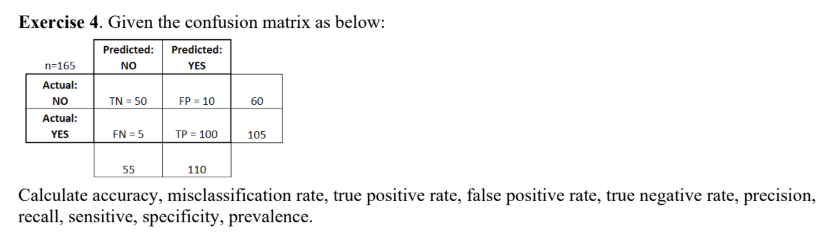 Exercise 4. Given the confusion matrix as below:
Predicted: Predicted:
n=165 NO YES
Actual:
NO TN = 50 FP = 10 60
Actual:
YES FN = 5 TP = 100 105
55 110
Calculate accuracy, misclassification rate, true positive rate, false positive rate, true negative rate, precision,
recall, sensitive, specificity, prevalence.